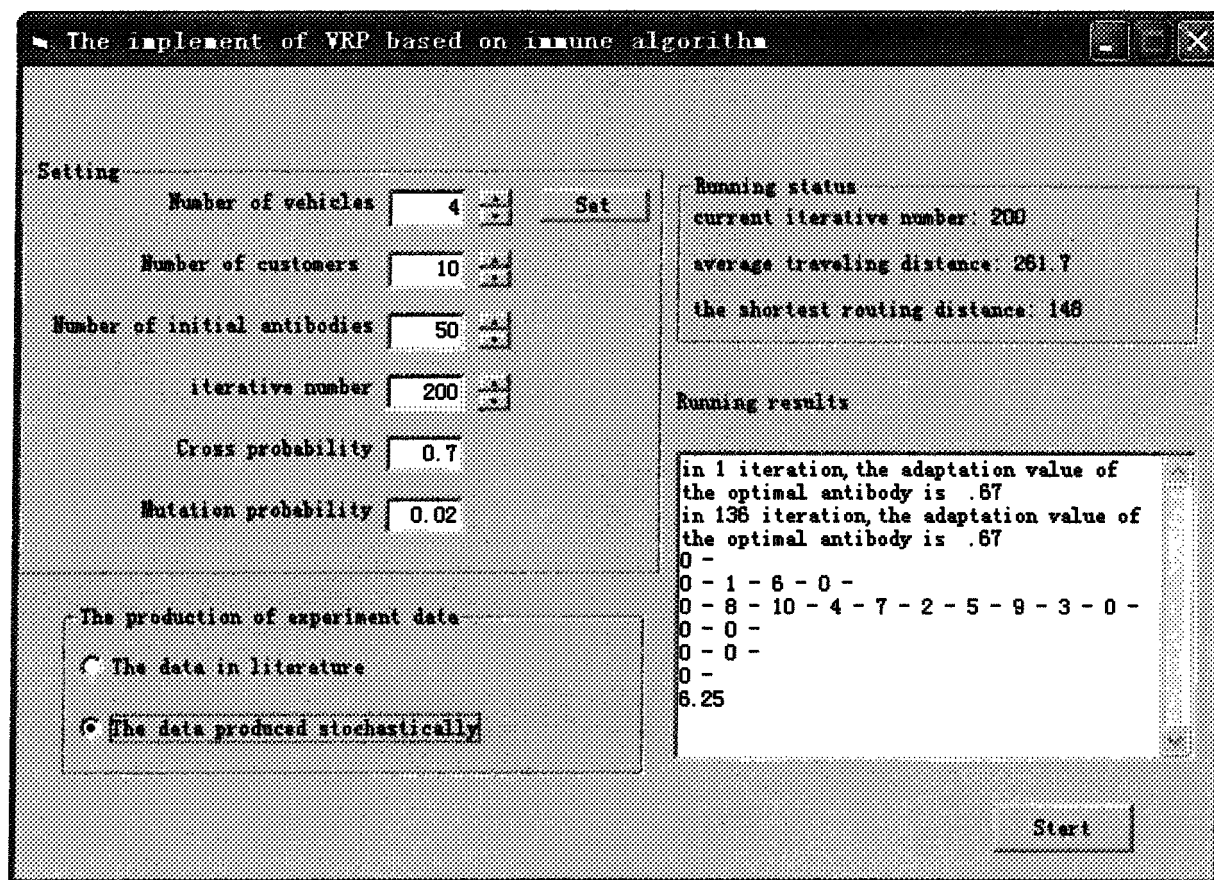 The implement of VRP based on immune algorithm
Setting
Number of vehicles 4 Set
Number of customers 10
Number of initial antibodies 50
iterative number 200
Cross probability 0.7
Mutation probability 0.02
The production of experiment data
The data in literature
The data produced stochastically
Running status
current iterative number: 200
average traveling distance: 261.7
the shortest routing distance:
Running results
in 1 iteration, the adaptation value of
the optimal antibody is .67
in 136 iteration, the adaptation value of
the optimal antibody is .67
0 -
0 - 1 - 6 - 0 -
0 - 8 - 10 - 4 - 7 - 2 - 5 - 9 - 3 - 0 -
0 - 0 -
0 - 0 -
0 -
6.25
Start